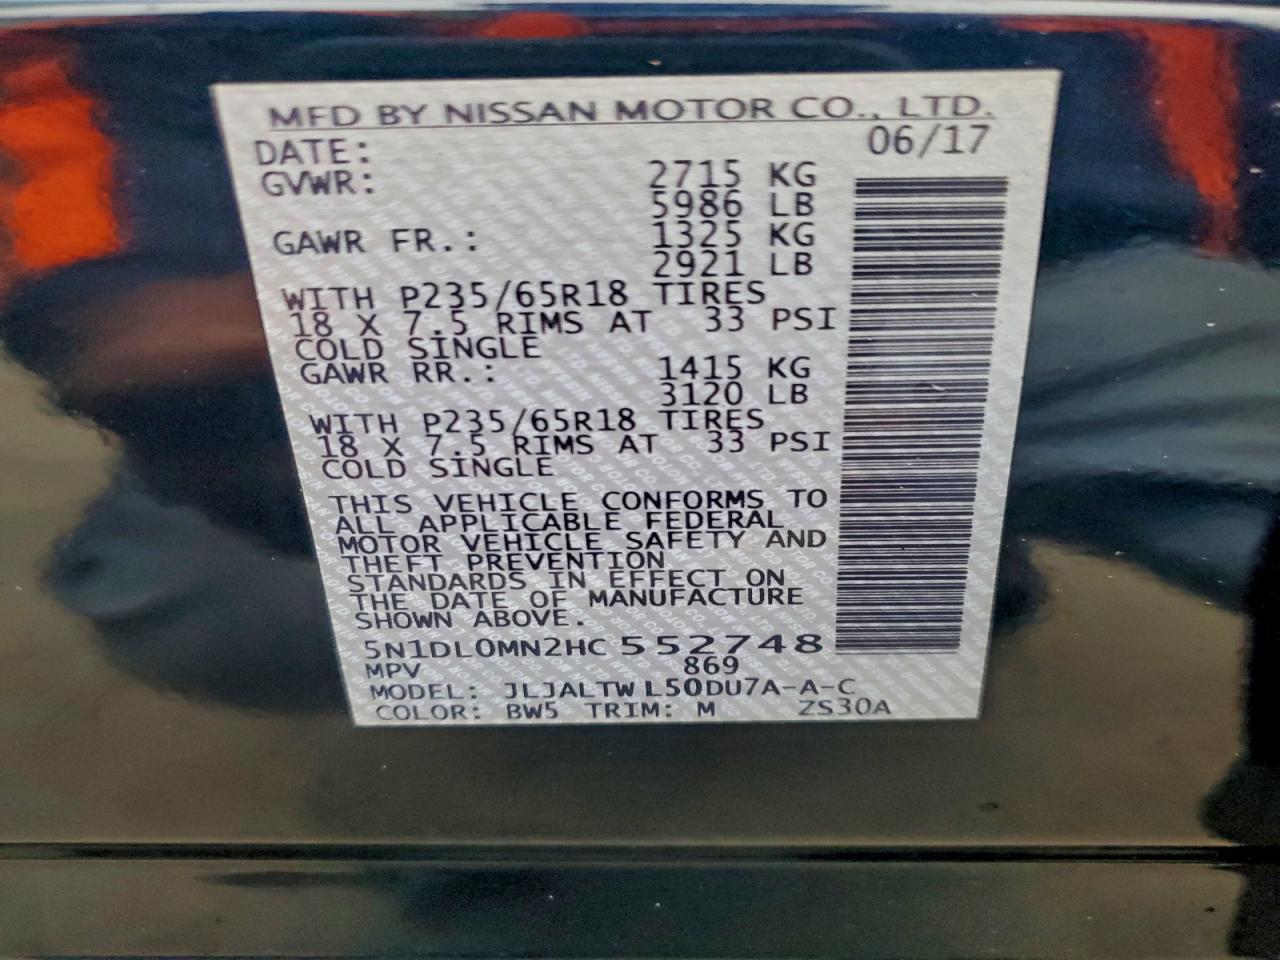 MFD BY NISSAN MOTOR CO., LTD.
DATE: 06/17
GVWR: 2715 KG
5986 LB
GAWR FR.: 1325 KG
2921 LB
WITH P235/65R18 TIRES
18 X 7.5 RIMS AT 33 PSI
COLD SINGLE
GAWR RR.: 1415 KG
3120 LB
WITH P235/65R18 TIRES
18 X 7.5 RIMS AT 33 PSI
COLD SINGLE
THIS VEHICLE CONFORMS TO
ALL APPLICABLE FEDERAL
MOTOR VEHICLE SAFETY AND
THEFT PREVENTION
STANDARDS IN EFFECT ON
THE DATE OF MANUFACTURE
SHOWN ABOVE.
5N1DL0MN2HC552748
MPV 869
MODEL: JLJALTWL50DU7A-A-C
COLOR: BW5 TRIM: M ZS30A